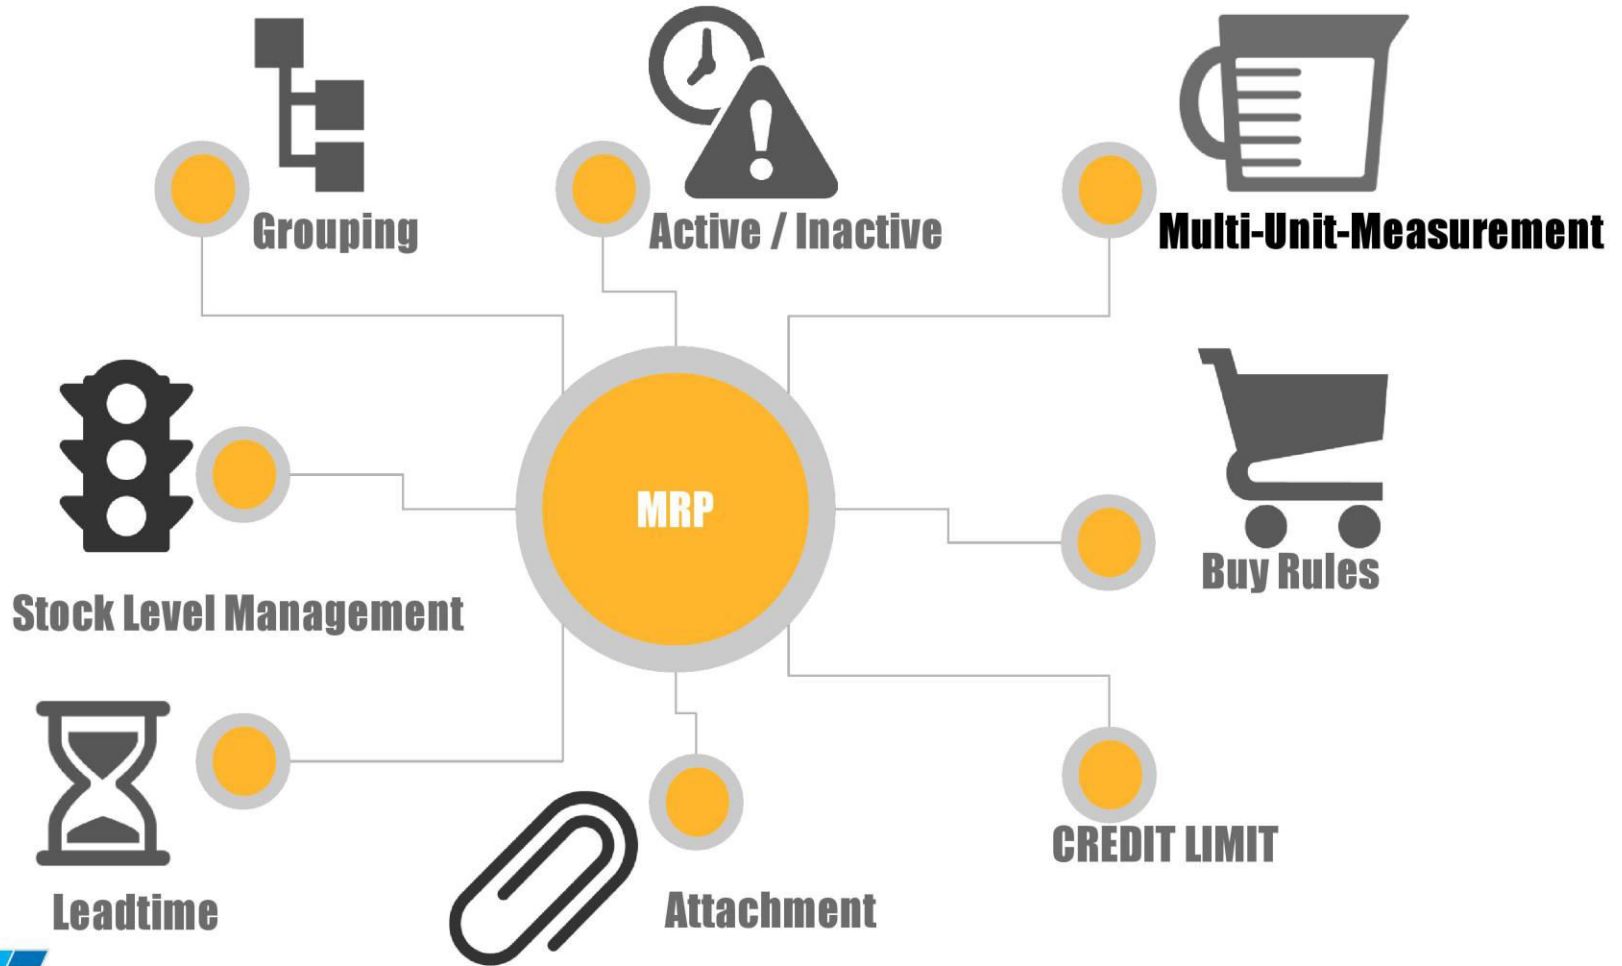 Grouping
Active / Inactive
Multi-Unit-Measurement
MRP
Buy Rules
Stock Level Management
CREDIT LIMIT
Leadtime
Attachment